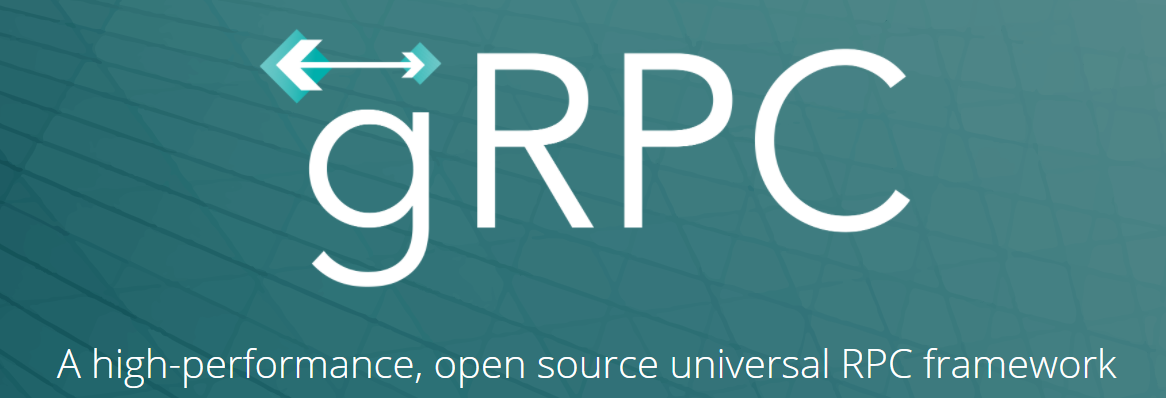 gRPC
A high-performance, open source universal RPC framework